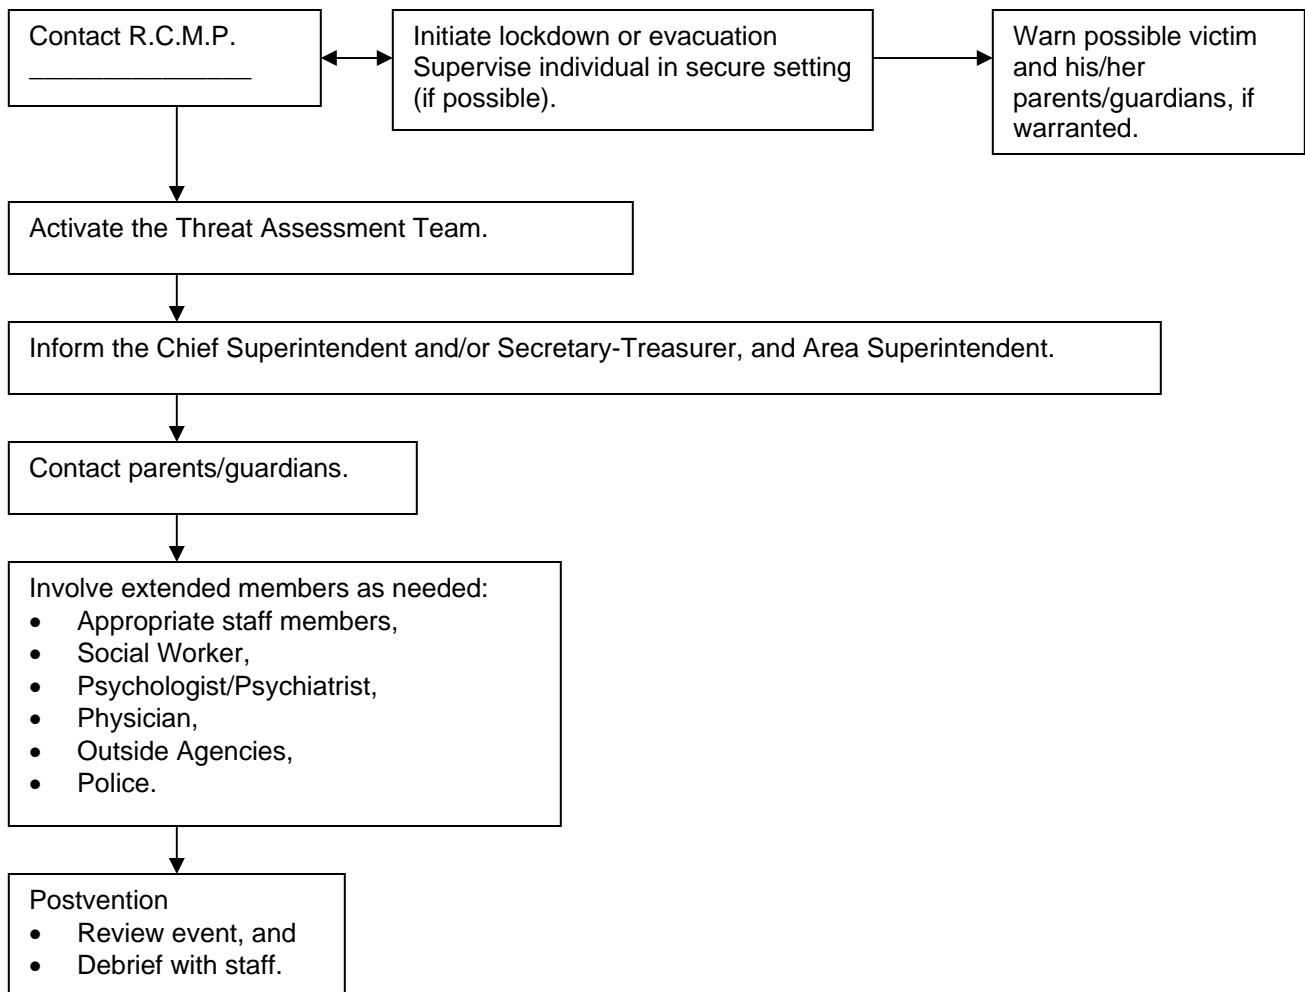 Contact R.C.M.P.
_______________
Initiate lockdown or evacuation
Supervise individual in secure setting
(if possible).
Warn possible victim
and his/her
parents/guardians, if
warranted.
Activate the Threat Assessment Team.
Inform the Chief Superintendent and/or Secretary-Treasurer, and Area Superintendent.
Contact parents/guardians.
Involve extended members as needed:
• Appropriate staff members,
• Social Worker,
• Psychologist/Psychiatrist,
• Physician,
• Outside Agencies,
• Police.
Postvention
• Review event, and
• Debrief with staff.